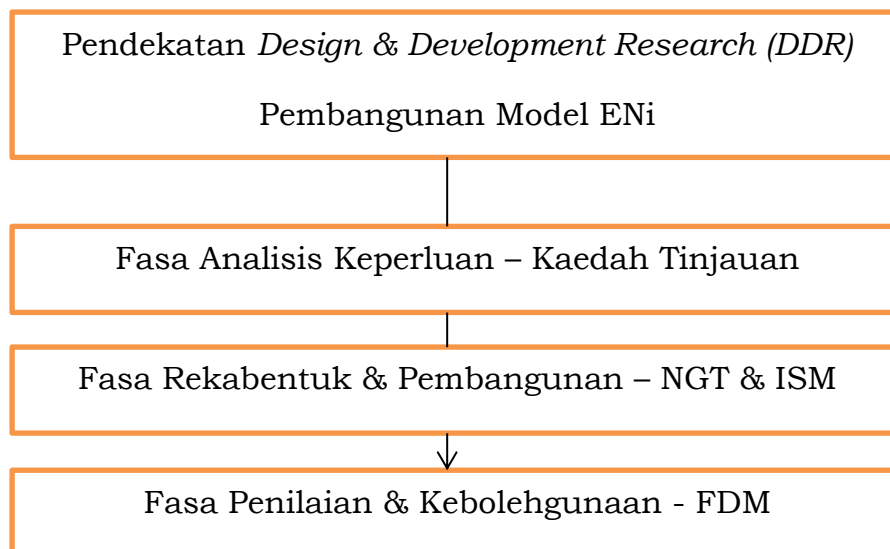 Pendekatan Design & Development Research (DDR)
Pembangunan Model ENi
Fasa Analisis Keperluan – Kaedah Tinjauan
Fasa Rekabentuk & Pembangunan – NGT & ISM
Fasa Penilaian & Kebolehgunaan - FDM